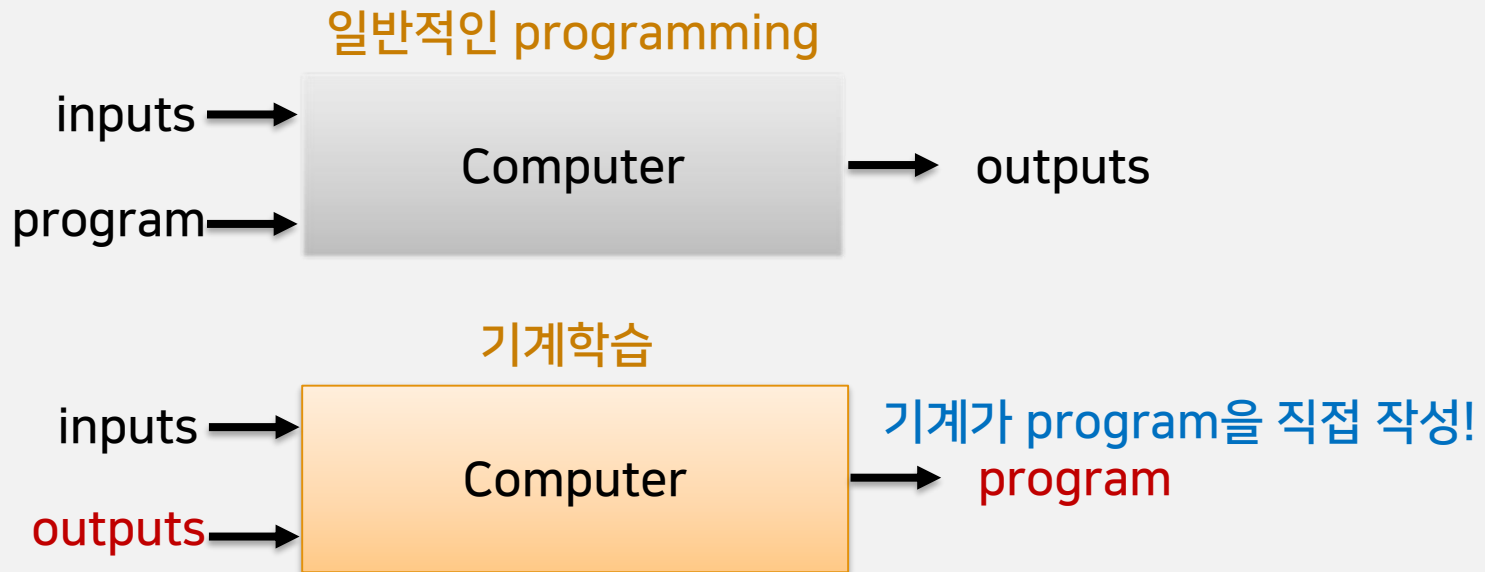 일반적인 programming
inputs
Computer
outputs
program
기계학습
inputs
기계가 program을 직접 작성!
Computer
program
outputs